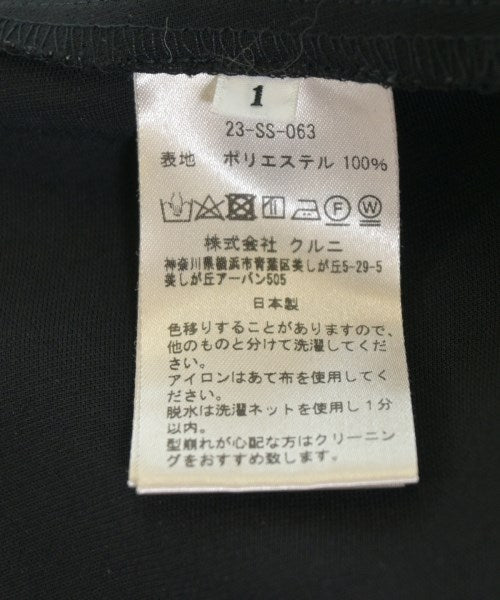 1
23-SS-063
表地 ポリエステル 100%
F W
株式会社 クルニ
神奈川県横浜市青葉区美しが丘5-29-5
美しが丘アーバン505
日本製
色移りすることがありますので、
他のものと分けて洗濯してくだ
さい。
アイロンはあて布を使用してく
ださい。
脱水は洗濯ネットを使用し1分
以内。
型崩れが心配な方はクリーニン
グをおすすめ致します。